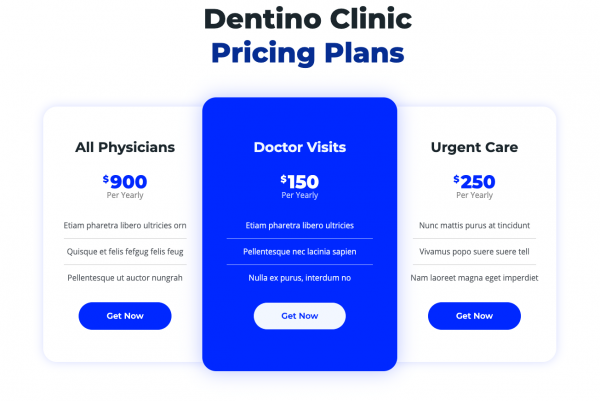 Dentino Clinic
Pricing Plans
All Physicians
$900
Per Yearly
Etiam pharetra libero ultricies orn
Quisque et felis fefgug felis feug
Pellentesque ut auctor nungrah
Get Now
Doctor Visits
$150
Per Yearly
Etiam pharetra libero ultricies
Pellentesque nec lacinia sapien
Nulla ex purus, interdum no
Get Now
Urgent Care
$250
Per Yearly
Nunc mattis purus at tincidunt
Vivamus popo suere suere tell
Nam laoreet magna eget imperdiet
Get Now